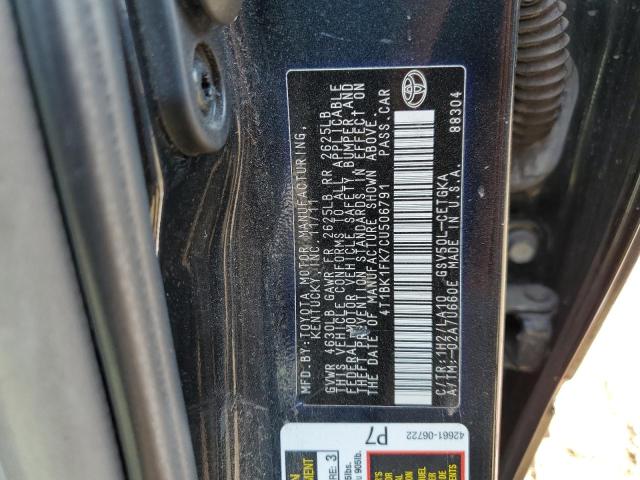 MFD.BY:TOYOTA MOTOR MANUFACTURING,
KENTUCKY,INC. 11/11
GVWR 4630LB GAWR FR 2625LB RR 2625LB
THIS VEHICLE CONFORMS TO ALL APPLICABLE
FEDERAL MOTOR VEHICLE SAFETY BUMPER,AND
THEFT PREVENTION STANDARDS IN EFFECT ON
THE DATE OF MANUFACTURE SHOWN ABOVE.
4T1BK1FK7CU506791 PASS.CAR
C/TR:1H2/LA10 GSV50L-CETGKA
A/TM:-02A/U660E MADE IN U.S.A.
88304
P7
42661-06722